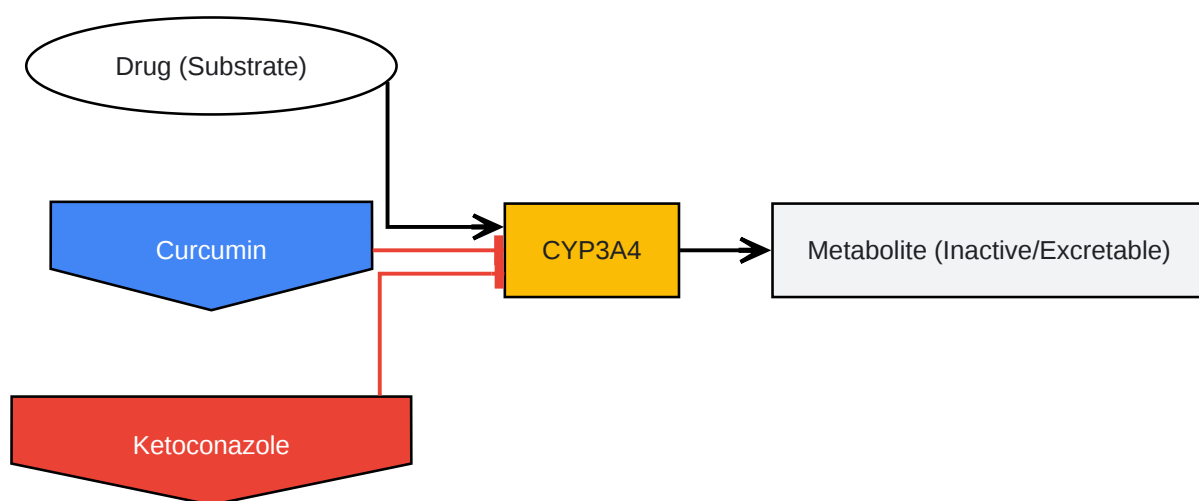 Drug (Substrate)
Curcumin
CYP3A4
Metabolite (Inactive/Excretable)
Ketoconazole